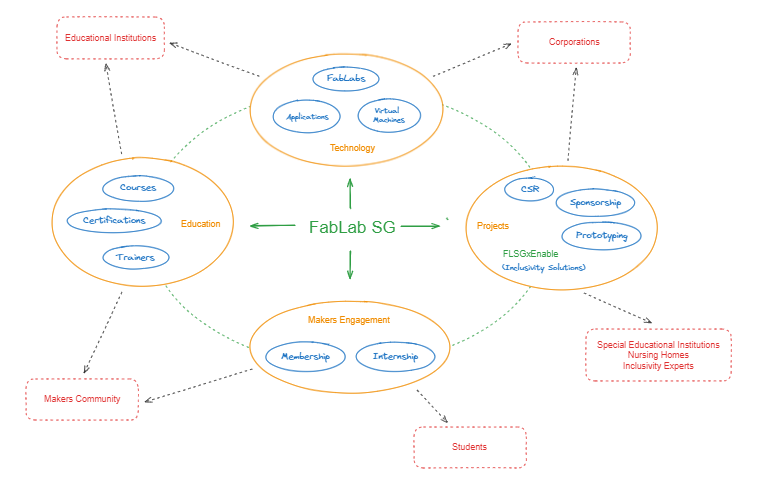 Educational Institutions
Corporations
FabLabs
Applications
Virtual
Machines
Technology
Courses
Certifications
Education
Trainers
FabLab SG
CSR
Sponsorship
Projects
Prototyping
FLSGxEnable
(Inclusivity Solutions)
Makers Engagement
Membership
Internship
Special Educational Institutions
Nursing Homes
Inclusivity Experts
Makers Community
Students